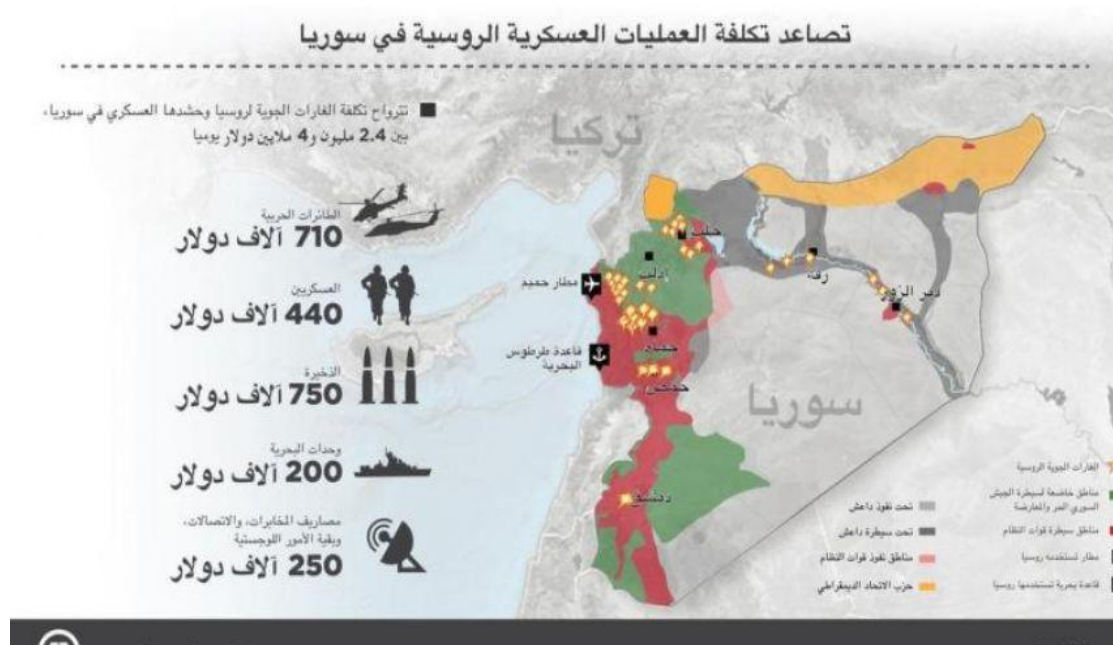 تصاعد تكلفة العمليات العسكرية الروسية في سوريا
تتراوح تكلفة الغارات الجوية لروسيا وحشدها العسكري في سوريا،
بين 2.4 مليون و4 ملايين دولار يوميا
الطائرات الحربية
710 آلاف دولار
العسكريين
440 آلاف دولار
الذخيرة
750 آلاف دولار
وحدات البحرية
200 آلاف دولار
مصاريف المخابرات، والاتصالات،
وبقية الأمور اللوجستية
250 آلاف دولار
تركيا
حلب
إدلب
رقة
دير الزور
مطار حميم
حماة
قاعدة طرطوس
البحرية
حمص
سوريا
دمشق
الغارات الجوية الروسية
مناطق خاضعة لسيطرة الجيش
السوري الحر والمعارضة
مناطق سيطرة قوات النظام
مطار تستخدمه روسيا
قاعدة بحرية تستخدمها روسيا
تحت نفوذ داعش
تحت سيطرة داعش
مناطق نفوذ قوات النظام
حزب الاتحاد الديمقراطي